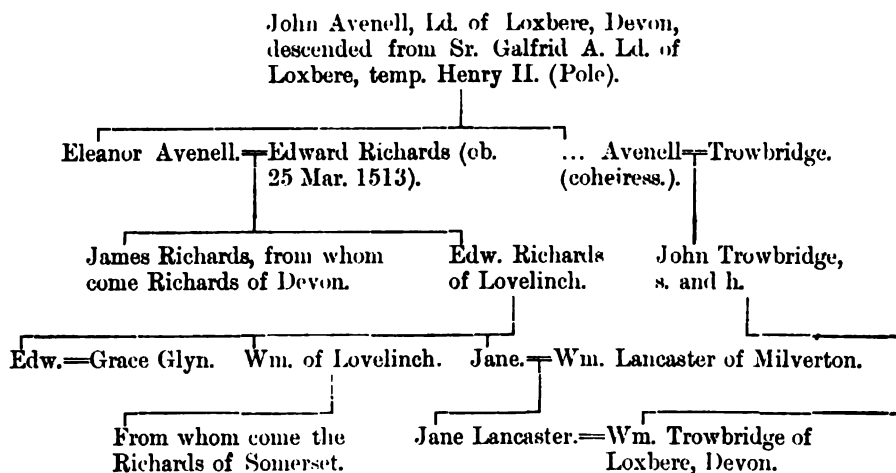 John Avenell, Ld. of Loxbere, Devon,
descended from Sr. Galfrid A. Ld. of
Loxbere, temp. Henry II. (Pole).
Eleanor Avenell.=Edward Richards (ob.
25 Mar. 1513).
... Avenell=Trowbridge.
(coheiress.).
James Richards, from whom
come Richards of Devon.
Edw. Richards
of Lovelinch.
John Trowbridge,
s. and h.
Edw.=Grace Glyn. Wm. of Lovelinch. Jane.=Wm. Lancaster of Milverton.
From whom come the
Richards of Somerset.
Jane Lancaster.=Wm. Trowbridge of
Loxbere, Devon.